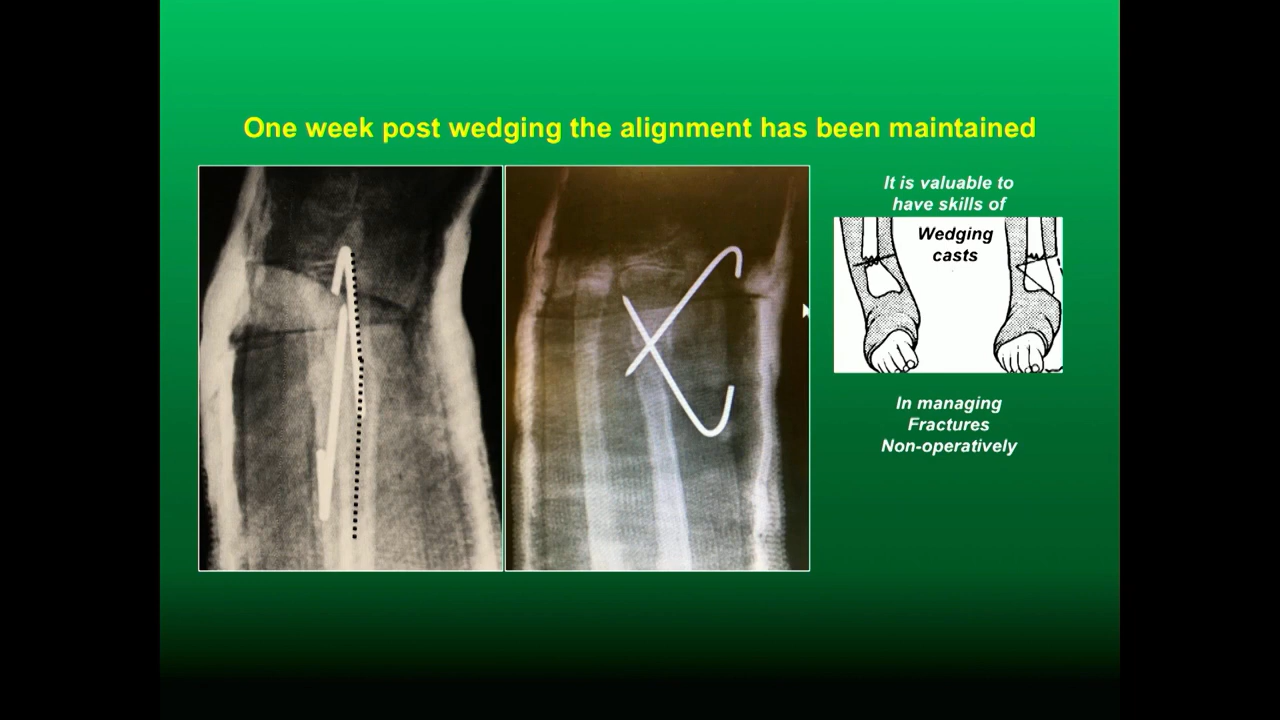 One week post wedging the alignment has been maintained
It is valuable to
have skills of
Wedging
casts
In managing
Fractures
Non-operatively